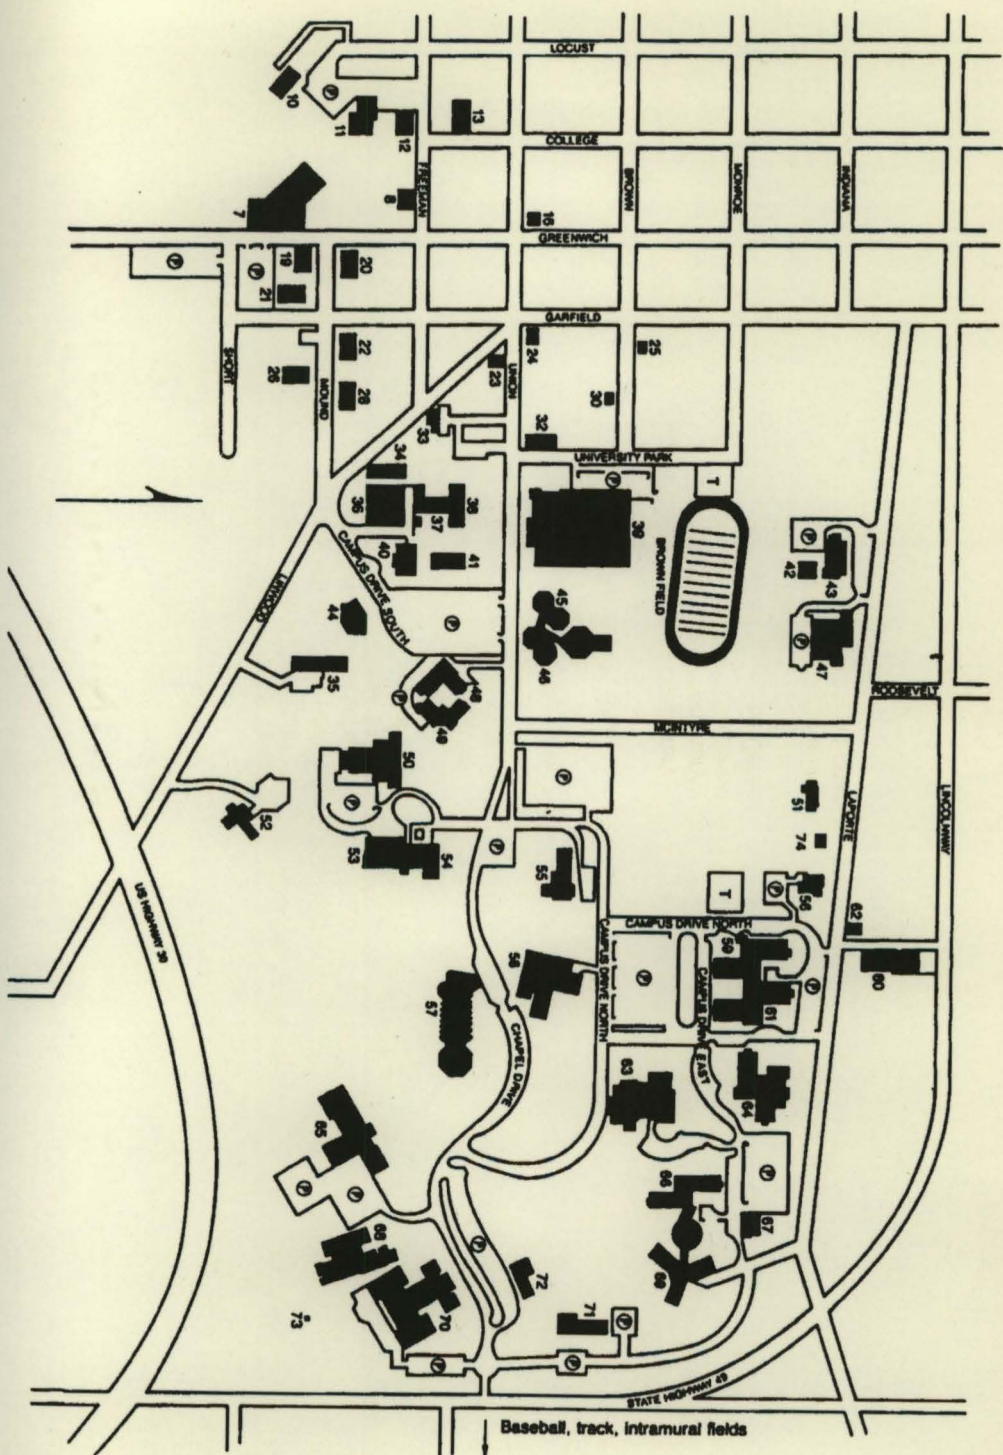 LOCUST
10
P
11
12
13
COLLEGE
FREEMAN
BROWN
MONROE
INDIANA
7
8
16
GREENWICH
P
P
19
20
21
GARFIELD
SHORT
MOUND
22
23
24
25
26
28
UNION
30
32
33
34
UNIVERSITY PARK
P
T
36
37
38
39
BROWN FIELD
40
41
P
42
43
CAMPUS DRIVE SOUTH
LINWOOD
44
45
46
P
P
47
35
P
48
49
ROOSEVELT
MCINTYRE
50
P
P
51
LAPORTE
LINCOLNWAY
52
53
54
P
55
74
T
P
56
62
US HIGHWAY 30
CAMPUS DRIVE NORTH
58
CAMPUS DRIVE NORTH
P
59
P
60
57
CHAPEL DRIVE
CAMPUS DRIVE EAST
61
63
64
65
P
P
P
66
P
67
68
69
70
72
71
P
73
P
P
STATE HIGHWAY 49
Baseball, track, intramural fields